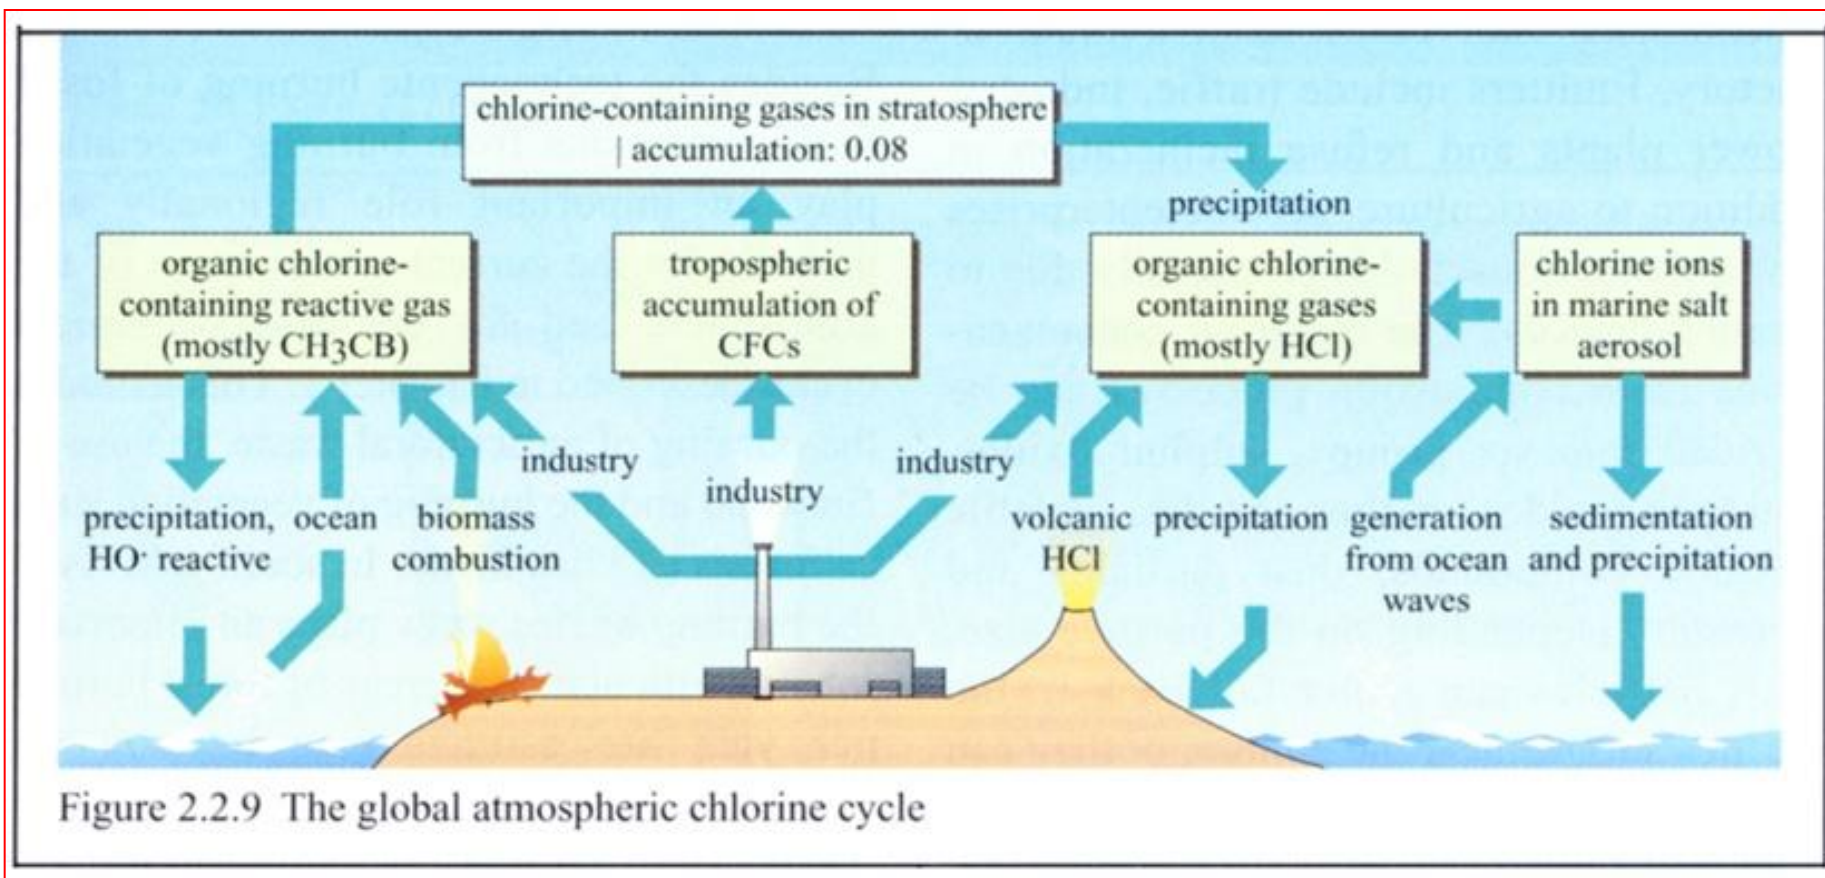 chlorine-containing gases in stratosphere
| accumulation: 0.08
precipitation
organic chlorine-
containing reactive gas
(mostly CH3CB)
tropospheric
accumulation of
CFCs
organic chlorine-
containing gases
(mostly HCl)
chlorine ions
in marine salt
aerosol
industry
industry
industry
precipitation,
HO· reactive
ocean
biomass
combustion
volcanic
HCl
precipitation
generation
from ocean
waves
sedimentation
and precipitation
Figure 2.2.9 The global atmospheric chlorine cycle